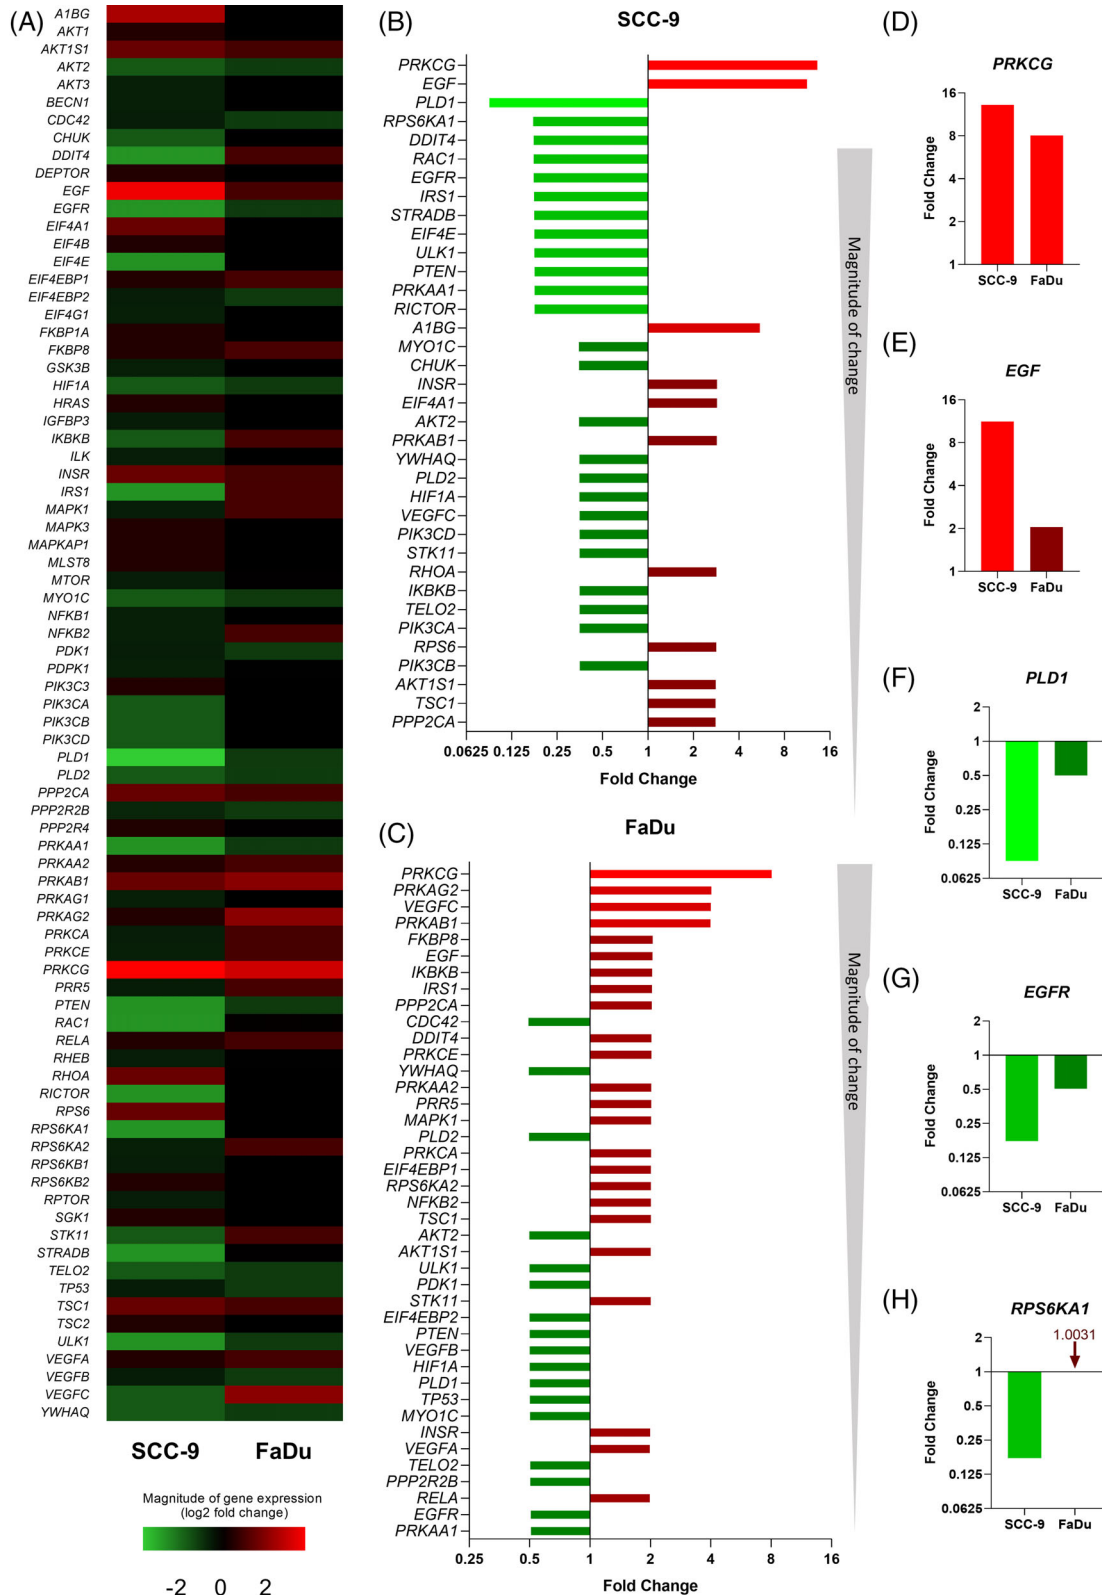 (A)
A1BG
AKT1
AKT1S1
AKT2
AKT3
BECN1
CDC42
CHUK
DDIT4
DEPTOR
EGF
EGFR
EIF4A1
EIF4B
EIF4E
EIF4EBP1
EIF4EBP2
EIF4G1
FKBP1A
FKBP8
GSK3B
HIF1A
HRAS
IGFBP3
IKBKB
ILK
INSR
IRS1
MAPK1
MAPK3
MAPKAP1
MLST8
MTOR
MYO1C
NFKB1
NFKB2
PDK1
PDPK1
PIK3C3
PIK3CA
PIK3CB
PIK3CD
PLD1
PLD2
PPP2CA
PPP2R2B
PPP2R4
PRKAA1
PRKAA2
PRKAB1
PRKAG1
PRKAG2
PRKCA
PRKCE
PRKCG
PRR5
PTEN
RAC1
RELA
RHEB
RHOA
RICTOR
RPS6
RPS6KA1
RPS6KA2
RPS6KB1
RPS6KB2
RPTOR
SGK1
STK11
STRADB
TELO2
TP53
TSC1
TSC2
ULK1
VEGFA
VEGFB
VEGFC
YWHAQ
SCC-9 FaDu
Magnitude of gene expression
(log2 fold change)
-2 0 2
(B)
SCC-9
PRKCG
EGF
PLD1
RPS6KA1
DDIT4
RAC1
EGFR
IRS1
STRADB
EIF4E
ULK1
PTEN
PRKAA1
RICTOR
A1BG
MYO1C
CHUK
INSR
EIF4A1
AKT2
PRKAB1
YWHAQ
PLD2
HIF1A
VEGFC
PIK3CD
STK11
RHOA
IKBKB
TELO2
PIK3CA
RPS6
PIK3CB
AKT1S1
TSC1
PPP2CA
0.0625 0.125 0.25 0.5 1 2 4 8 16
Fold Change
Magnitude of change
(C)
FaDu
PRKCG
PRKAG2
VEGFC
PRKAB1
FKBP8
EGF
IKBKB
IRS1
PPP2CA
CDC42
DDIT4
PRKCE
YWHAQ
PRKAA2
PRR5
MAPK1
PLD2
PRKCA
EIF4EBP1
RPS6KA2
NFKB2
TSC1
AKT2
AKT1S1
ULK1
PDK1
STK11
EIF4EBP2
PTEN
VEGFB
HIF1A
PLD1
TP53
MYO1C
INSR
VEGFA
TELO2
PPP2R2B
RELA
EGFR
PRKAA1
0.25 0.5 1 2 4 8 16
Fold Change
Magnitude of change
(D)
PRKCG
Fold Change
16
8
4
2
1
SCC-9 FaDu
(E)
EGF
Fold Change
16
8
4
2
1
SCC-9 FaDu
(F)
PLD1
Fold Change
2
1
0.5
0.25
0.125
0.0625
SCC-9 FaDu
(G)
EGFR
Fold Change
2
1
0.5
0.25
0.125
0.0625
SCC-9 FaDu
(H)
RPS6KA1
1.0031
Fold Change
2
1
0.5
0.25
0.125
0.0625
SCC-9 FaDu